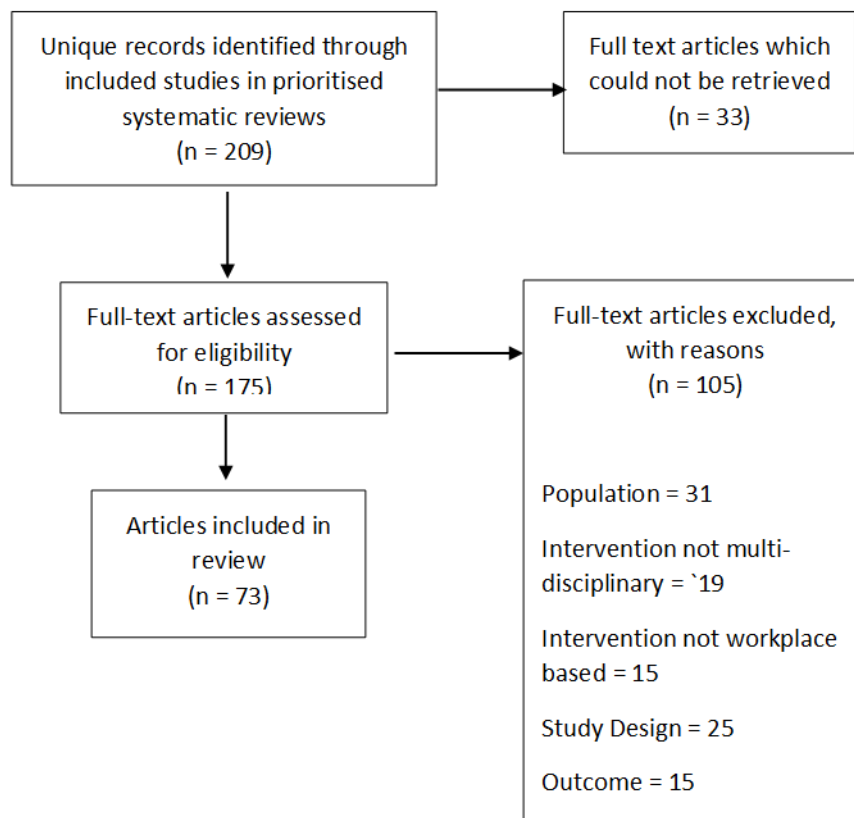 Unique records identified through
included studies in prioritised
systematic reviews
(n = 209)
Full text articles which
could not be retrieved
(n = 33)
Full-text articles assessed
for eligibility
(n = 175)
Full-text articles excluded,
with reasons
(n = 105)
Population = 31
Intervention not multi-
disciplinary = `19
Intervention not workplace
based = 15
Study Design = 25
Outcome = 15
Articles included in
review
(n = 73)